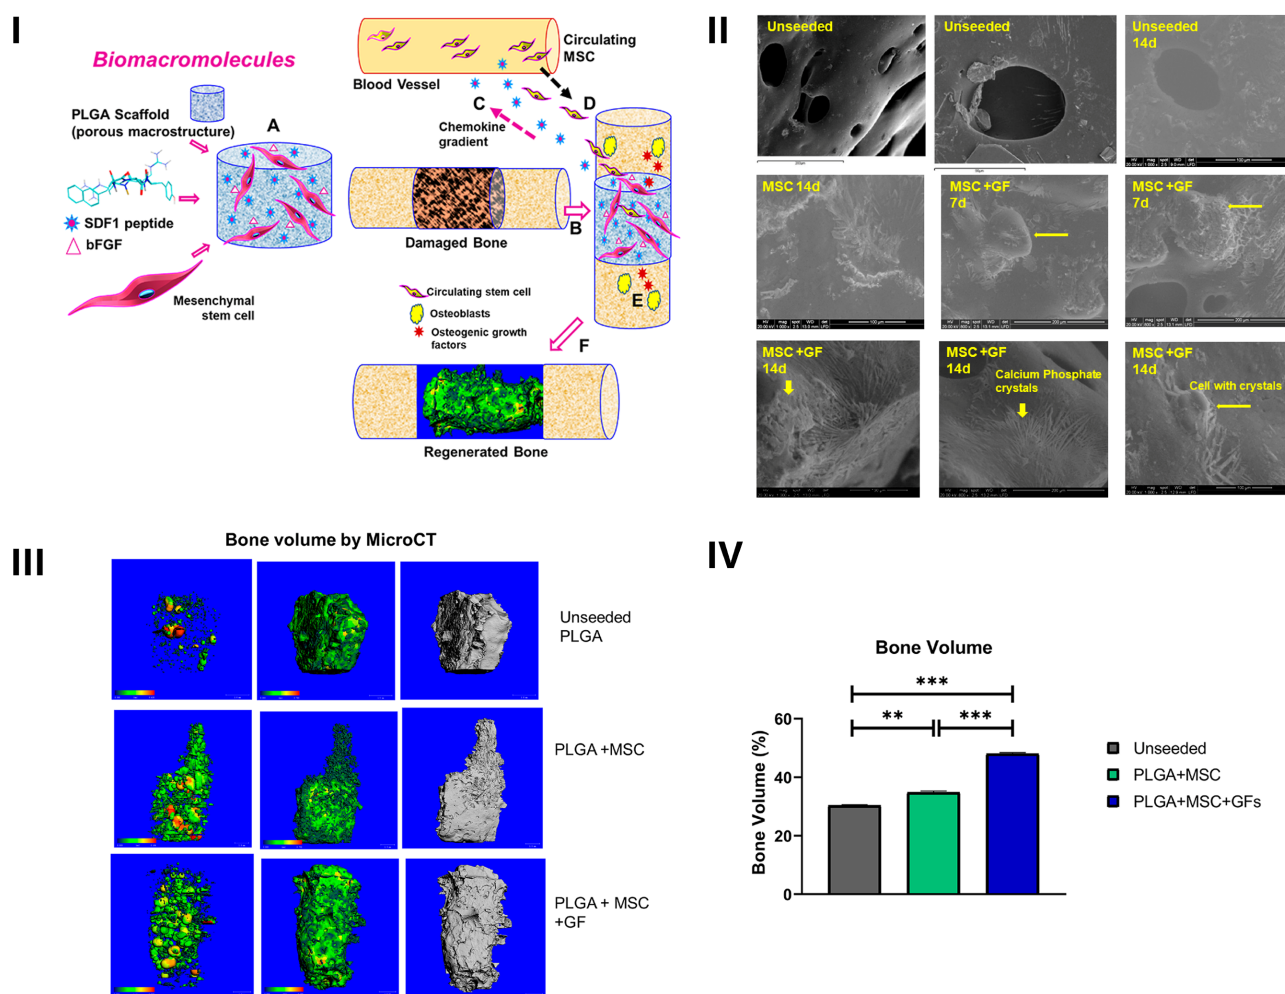 I
Biomacromolecules
PLGA Scaffold
(porous macrostructure)
A
SDF1 peptide
bFGF
Mesenchymal
stem cell
Circulating
MSC
Blood Vessel
C
D
Chemokine
gradient
B
Damaged Bone
E
Circulating stem cell
Osteoblasts
Osteogenic growth
factors
F
Regenerated Bone
II
Unseeded
Unseeded
Unseeded
14d
MSC 14d
MSC +GF
7d
MSC +GF
7d
MSC +GF
14d
MSC +GF
14d
Calcium Phosphate
crystals
MSC +GF
14d
Cell with crystals
III
Bone volume by MicroCT
Unseeded
PLGA
PLGA +MSC
PLGA + MSC
+GF
IV
Bone Volume
***
**
***
Bone Volume (%)
60
40
20
0
Unseeded
PLGA+MSC
PLGA+MSC+GFs